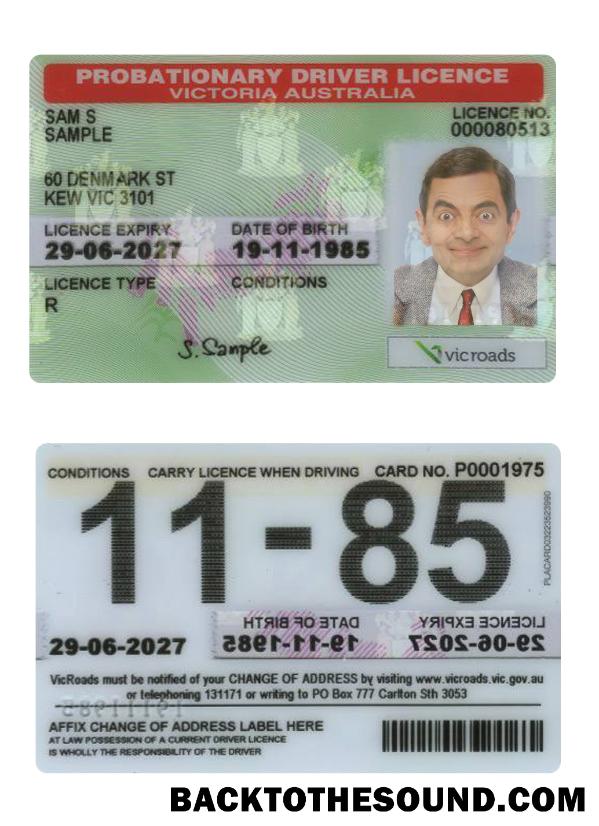 PROBATIONARY DRIVER LICENCE
VICTORIA AUSTRALIA
SAM S
SAMPLE
LICENCE NO.
000080513
60 DENMARK ST
KEW VIC 3101
LICENCE EXPIRY DATE OF BIRTH
29-06-2027 19-11-1985
LICENCE TYPE CONDITIONS
R
S. Sample
vicroads
CONDITIONS CARRY LICENCE WHEN DRIVING CARD NO. P0001975
11-85
PLACARD03223523990
DATE OF BIRTH LICENCE EXPIRY
29-06-2027 19-11-1985 29-06-2027
VicRoads must be notified of your CHANGE OF ADDRESS by visiting www.vicroads.vic.gov.au
or telephoning 131171 or writing to PO Box 777 Carlton Sth 3053
19111985
AFFIX CHANGE OF ADDRESS LABEL HERE
AT LAW POSSESSION OF A CURRENT DRIVER LICENCE
IS WHOLLY THE RESPONSIBILITY OF THE DRIVER
BACKTOTHESOUND.COM